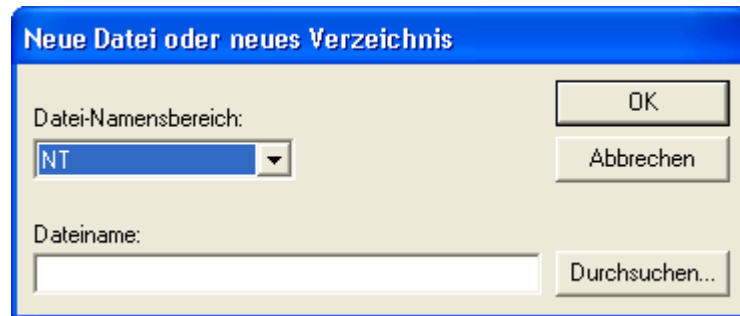 Neue Datei oder neues Verzeichnis
Datei-Namensbereich:
NT
OK
Abbrechen
Dateiname:
Durchsuchen...